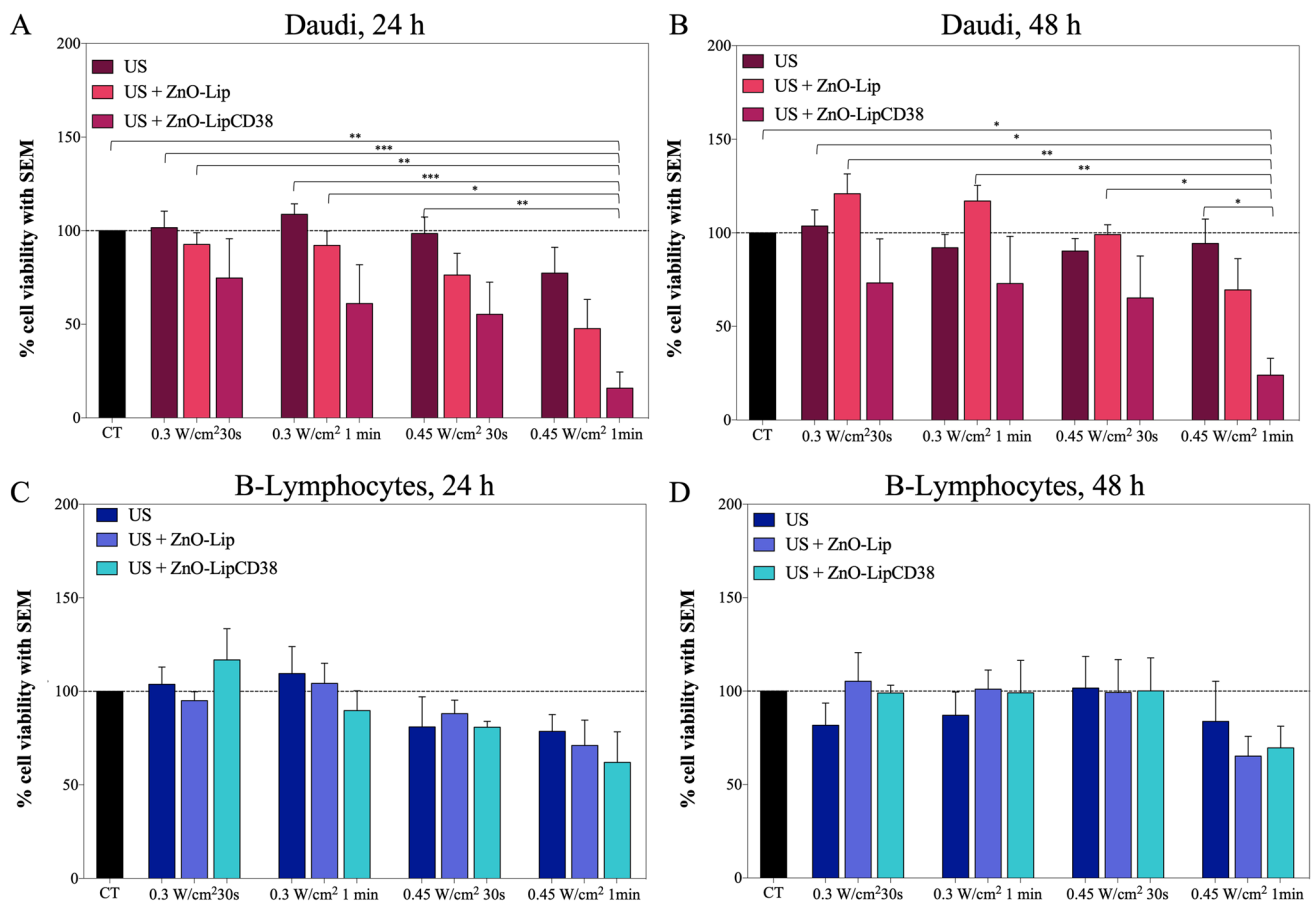 A
Daudi, 24 h
200
150
100
50
0
% cell viability with SEM
US
US + ZnO-Lip
US + ZnO-LipCD38
**
***
**
***
*
**
CT
0.3 W/cm²30s
0.3 W/cm² 1 min
0.45 W/cm² 30s
0.45 W/cm² 1min
B
Daudi, 48 h
200
150
100
50
0
% cell viability with SEM
US
US + ZnO-Lip
US + ZnO-LipCD38
*
*
**
**
*
*
CT
0.3 W/cm²30s
0.3 W/cm² 1 min
0.45 W/cm² 30s
0.45 W/cm² 1min
C
B-Lymphocytes, 24 h
200
150
100
50
0
% cell viability with SEM
US
US + ZnO-Lip
US + ZnO-LipCD38
CT
0.3 W/cm²30s
0.3 W/cm² 1 min
0.45 W/cm² 30s
0.45 W/cm² 1min
D
B-Lymphocytes, 48 h
200
150
100
50
0
% cell viability with SEM
US
US + ZnO-Lip
US + ZnO-LipCD38
CT
0.3 W/cm²30s
0.3 W/cm² 1 min
0.45 W/cm² 30s
0.45 W/cm² 1min